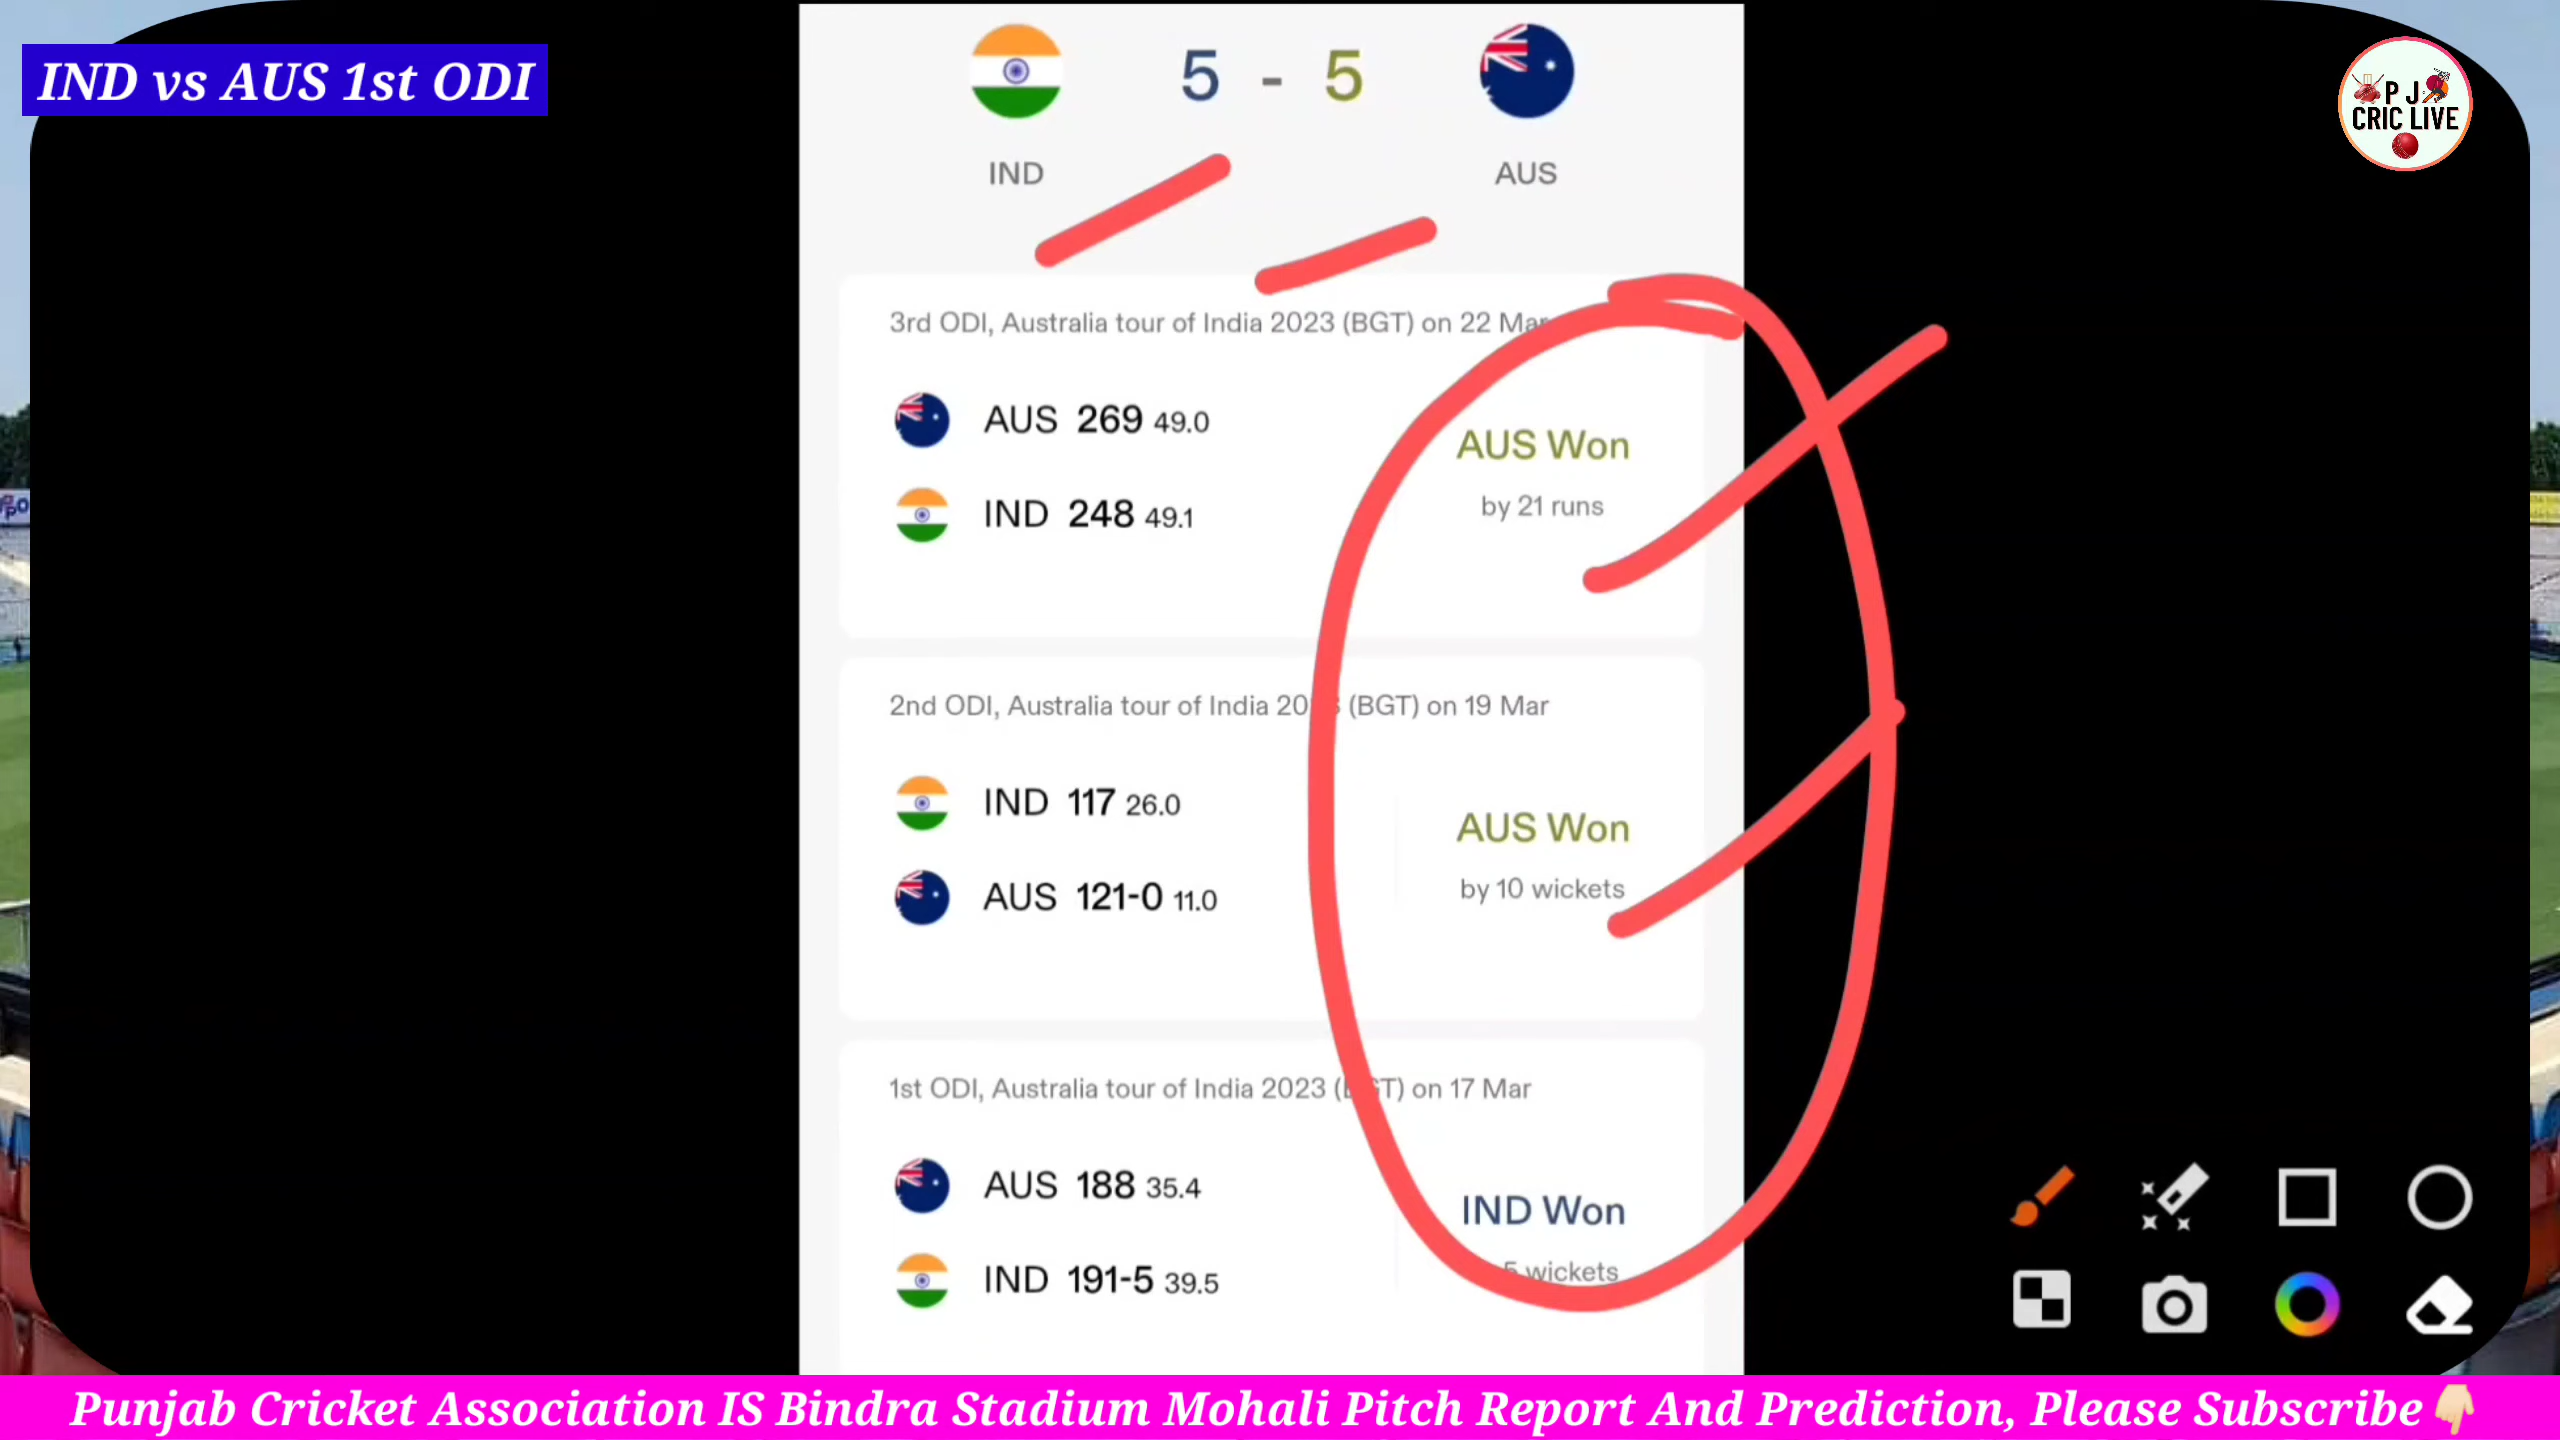 IND vs AUS 1st ODI
P J
CRIC LIVE
5 - 5
IND AUS
3rd ODI, Australia tour of India 2023 (BGT) on 22 Mar
AUS 269 49.0
IND 248 49.1
AUS Won
by 21 runs
2nd ODI, Australia tour of India 20 (BGT) on 19 Mar
IND 117 26.0
AUS 121-0 11.0
AUS Won
by 10 wickets
1st ODI, Australia tour of India 2023 (BGT) on 17 Mar
AUS 188 35.4
IND 191-5 39.5
IND Won
5 wickets
Punjab Cricket Association IS Bindra Stadium Mohali Pitch Report And Prediction, Please Subscribe